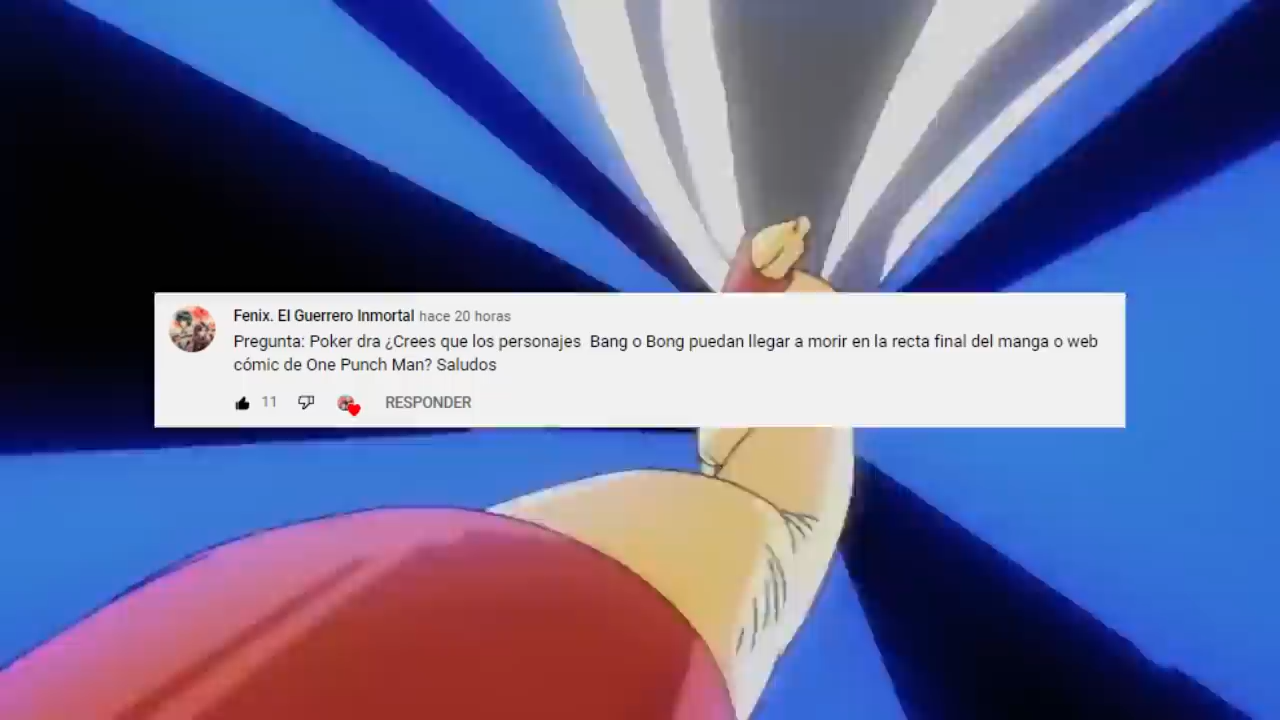 Fenix. El Guerrero Inmortal hace 20 horas
Pregunta: Poker dra ¿Crees que los personajes  Bang o Bong puedan llegar a morir en la recta final del manga o web
cómic de One Punch Man? Saludos
11 RESPONDER